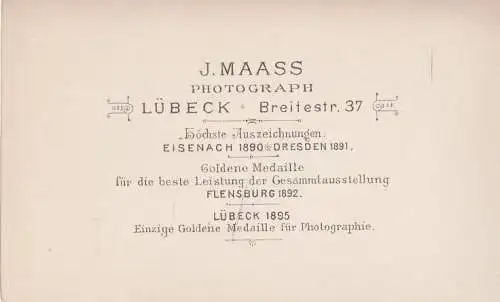 J. MAASS
PHOTOGRAPH
LÜBECK * Breitestr. 37
Höchste Auszeichnungen:
EISENACH 1890 * DRESDEN 1891.
Goldene Medaille
für die beste Leistung der Gesammtausstellung
FLENSBURG 1892.
LÜBECK 1895
Einzige Goldene Medaille für Photographie.